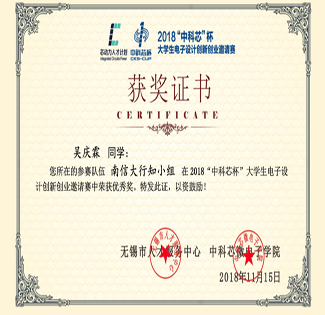 芯动力人才计划
Integrated Circuits Power
中科芯杯
CKS-CUP
2018“中科芯”杯
大学生电子设计创新创业邀请赛
获奖证书
CERTIFICATE
吴庆霖 同学：
您所在的参赛队伍 南信大行知小组 在2018“中科芯杯”大学生电子设
计创新创业邀请赛中荣获优秀奖，特发此证，以资鼓励！
无锡市人才服务中心 中科芯微电子学院
2018年11月15日